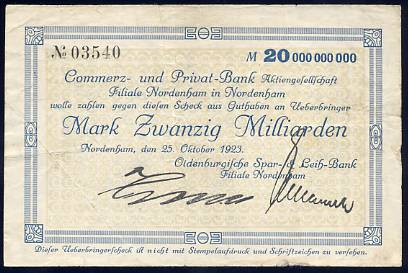 № 03540
M 20 000 000 000
Commerz- und Privat-Bank Aktiengesellschaft
Filiale Nordenham in Nordenham
wolle zahlen gegen diesen Scheck aus Guthaben an Ueberbringer
Mark Zwanzig Milliarden
Nordenham, den 25. Oktober 1923.
Oldenburgische Spar- & Leih-Bank
Filiale Nordenham
Dieser Ueberbringerscheck ist nicht mit Stempelaufdruck und Schriftzeichen zu versehen.